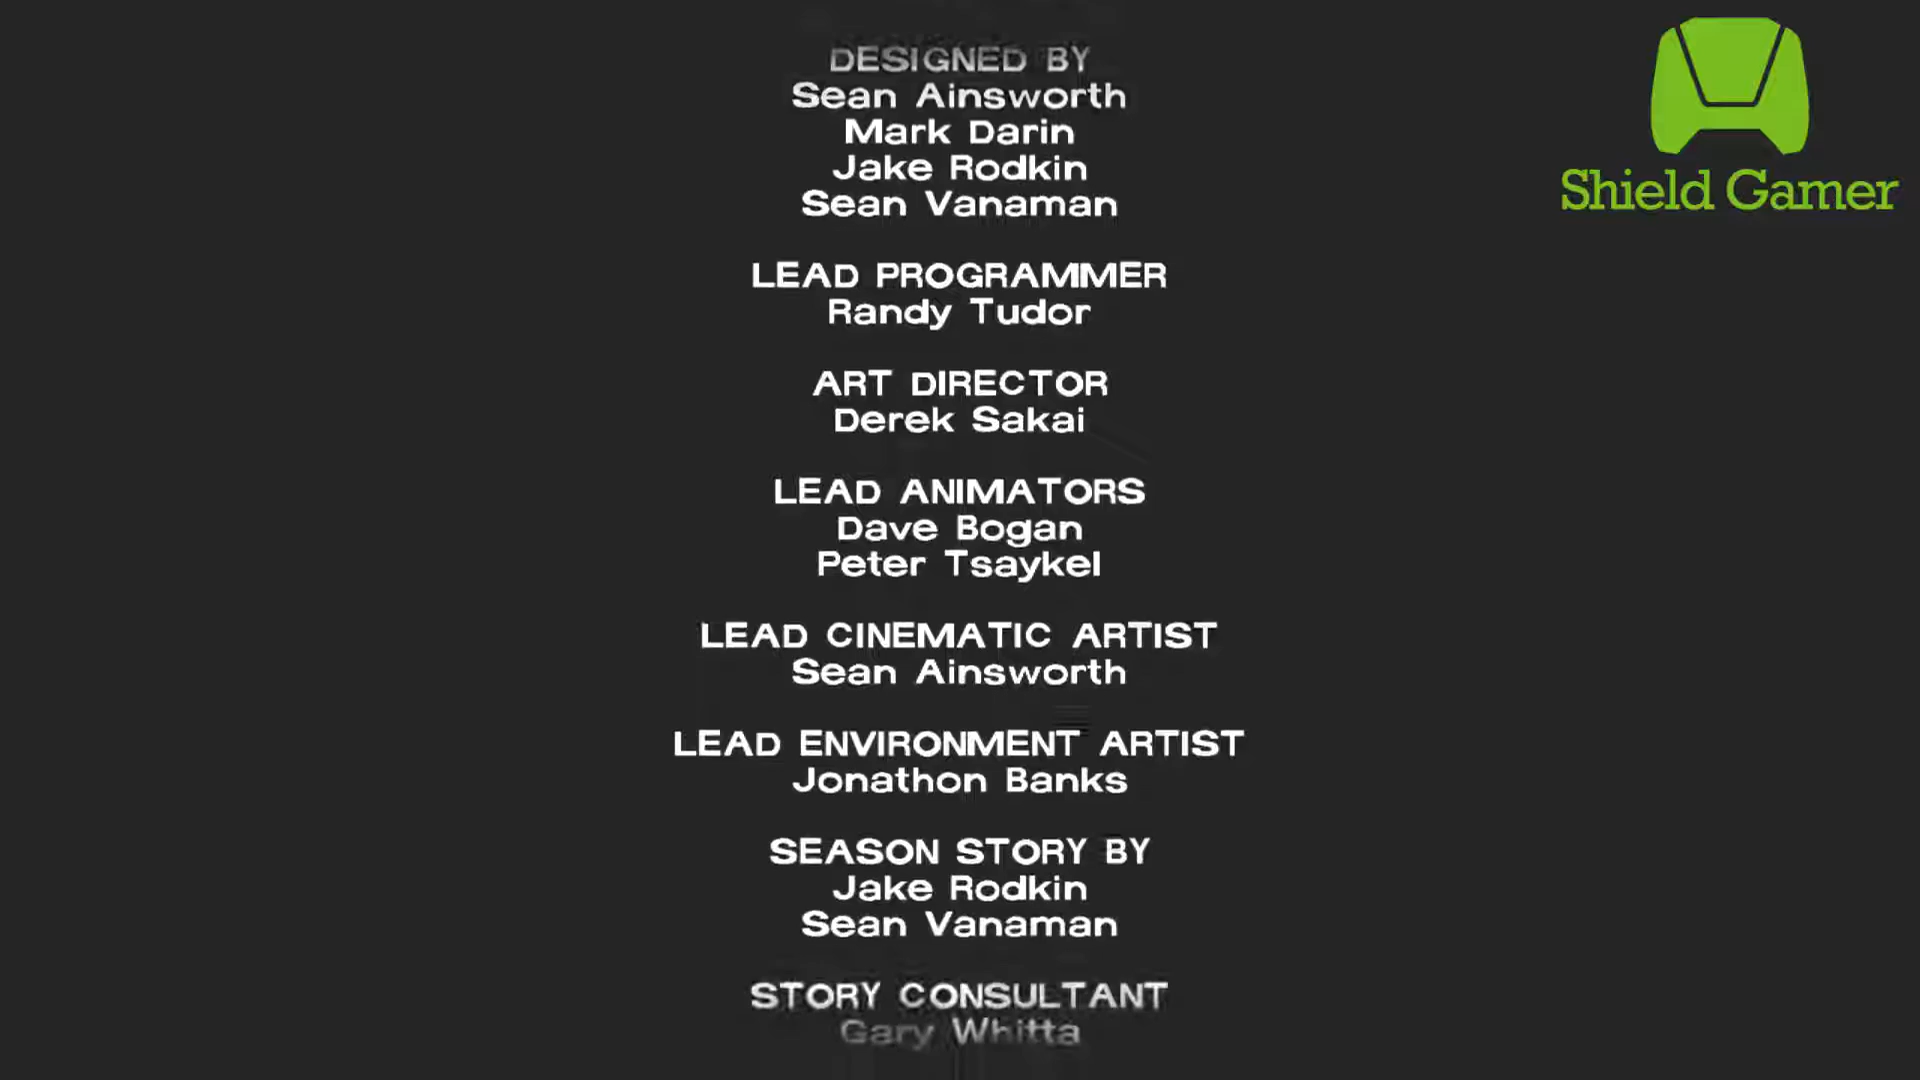 DESIGNED BY
Sean Ainsworth
Mark Darin
Jake Rodkin
Sean Vanaman
LEAD PROGRAMMER
Randy Tudor
ART DIRECTOR
Derek Sakai
LEAD ANIMATORS
Dave Bogan
Peter Tsaykel
LEAD CINEMATIC ARTIST
Sean Ainsworth
LEAD ENVIRONMENT ARTIST
Jonathon Banks
SEASON STORY BY
Jake Rodkin
Sean Vanaman
STORY CONSULTANT
Gary Whitta
Shield Gamer